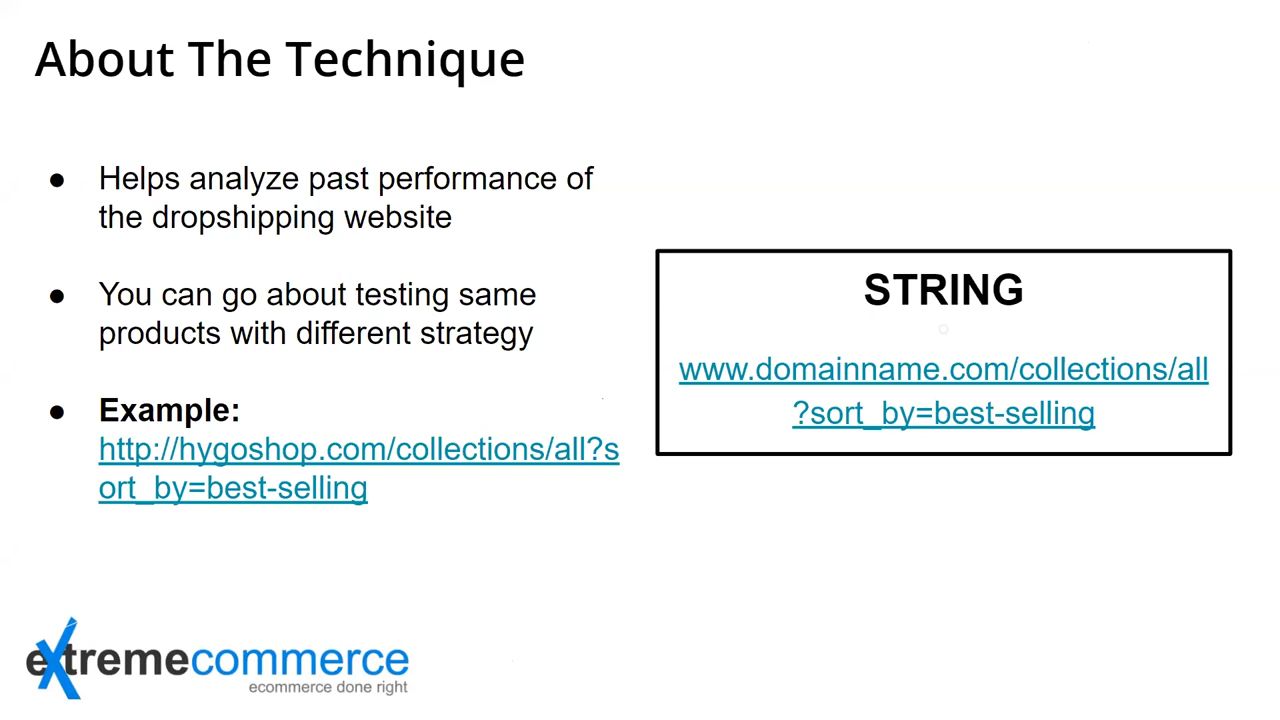 About The Technique
● Helps analyze past performance of
the dropshipping website
● You can go about testing same
products with different strategy
● Example:
http://hygoshop.com/collections/all?s
ort_by=best-selling
STRING
www.domainname.com/collections/all
?sort_by=best-selling
extremecommerce
ecommerce done right